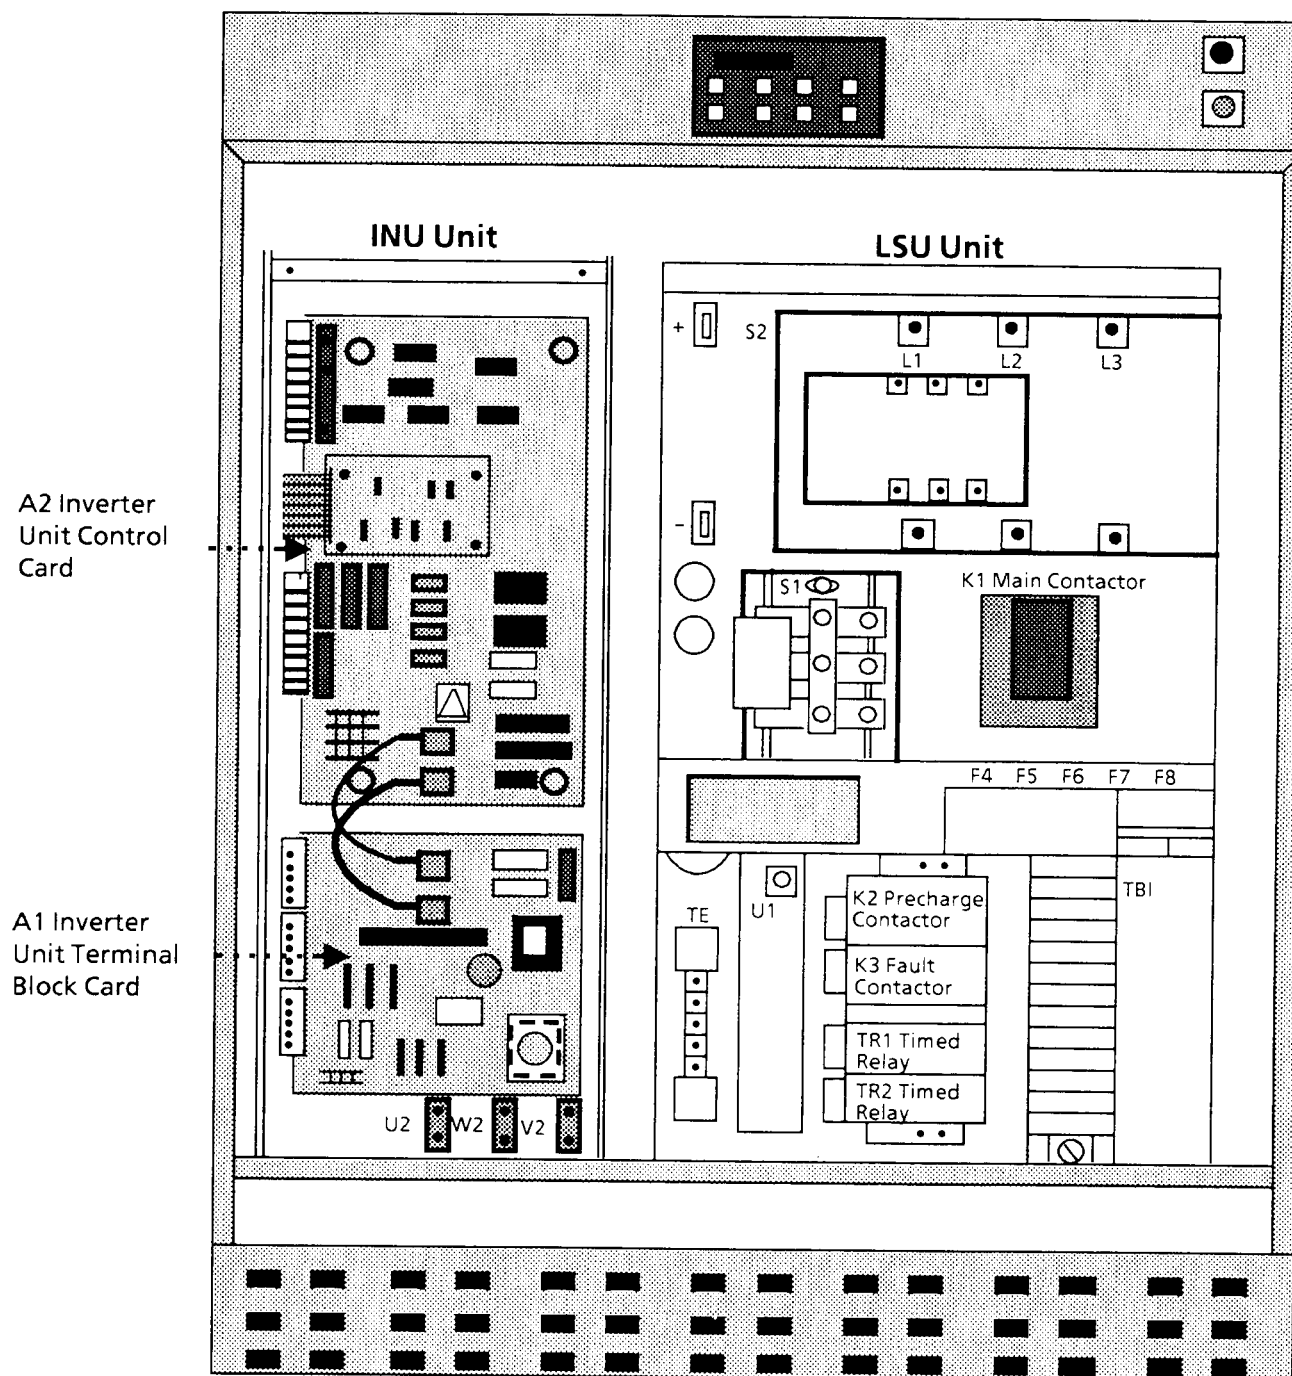 INU Unit
LSU Unit
+
S2
L1
L2
L3
A2 Inverter
Unit Control
Card
-
S1
K1 Main Contactor
F4
F5
F6
F7
F8
A1 Inverter
Unit Terminal
Block Card
TE
U1
K2 Precharge
Contactor
K3 Fault
Contactor
TR1 Timed
Relay
TR2 Timed
Relay
TBI
U2
W2
V2